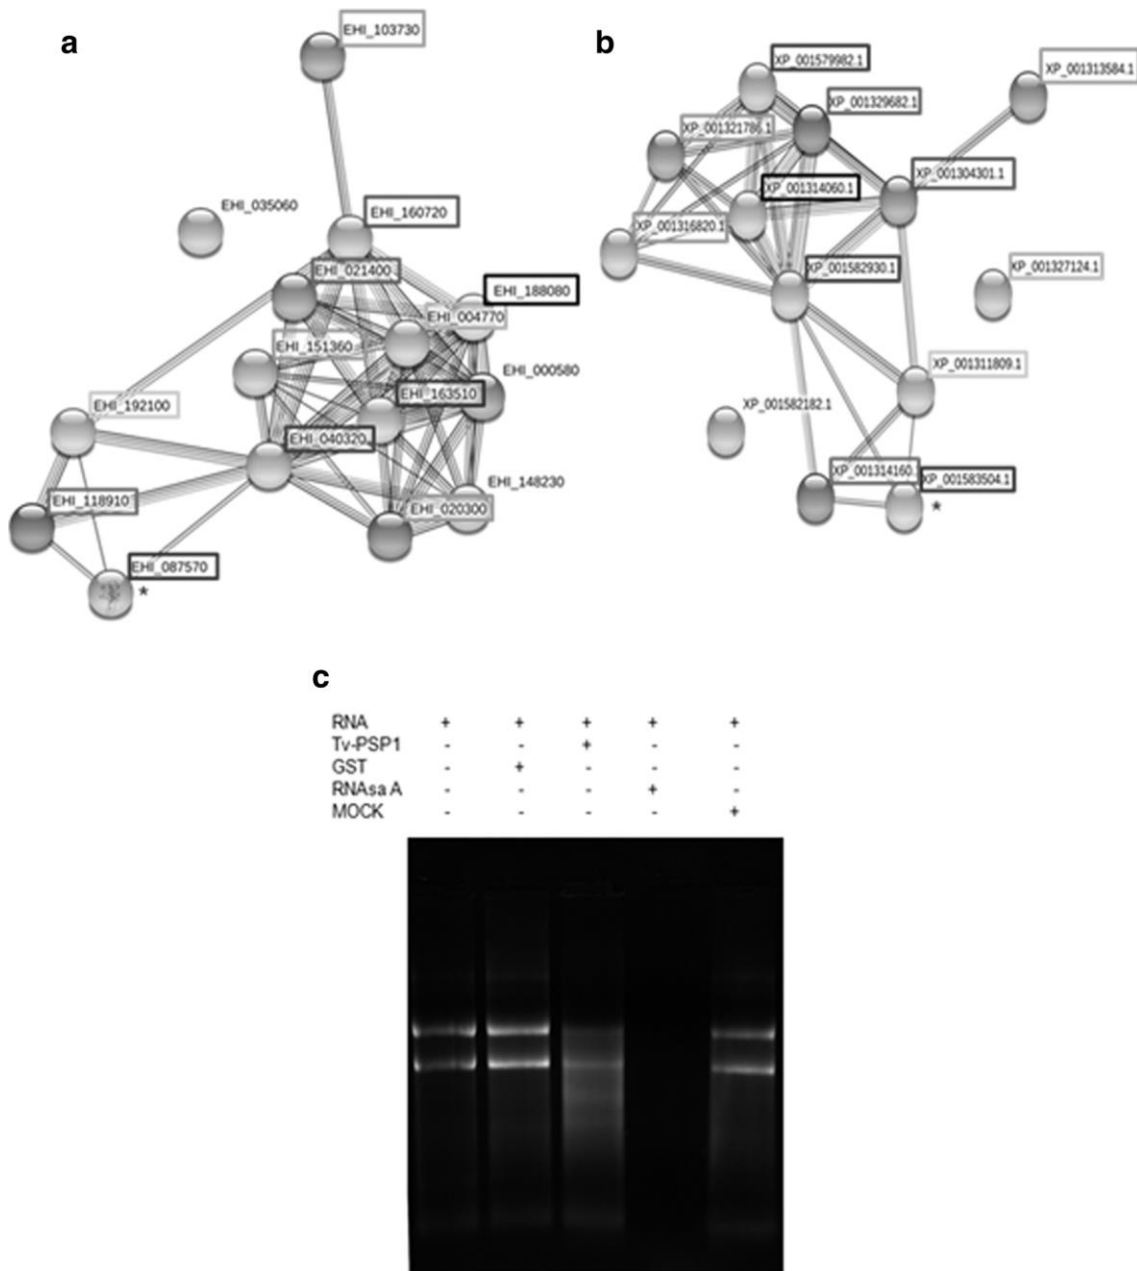 a
EHI_103730
EHI_035060
EHI_160720
EHI_021400
EHI_188080
EHI_004770
EHI_151360
EHI_000580
EHI_163510
EHI_192100
EHI_040320
EHI_148230
EHI_118910
EHI_020300
EHI_087570
*
b
XP_001579982.1
XP_001313584.1
XP_001329682.1
XP_001321786.1
XP_001304301.1
XP_001314060.1
XP_001316820.1
XP_001582930.1
XP_001327124.1
XP_001311809.1
XP_001582182.1
XP_001314160.
XP_001583504.1
*
c
RNA + + + + +
Tv-PSP1 - - + - -
GST - + - - -
RNAsa A - - - + -
MOCK - - - - +